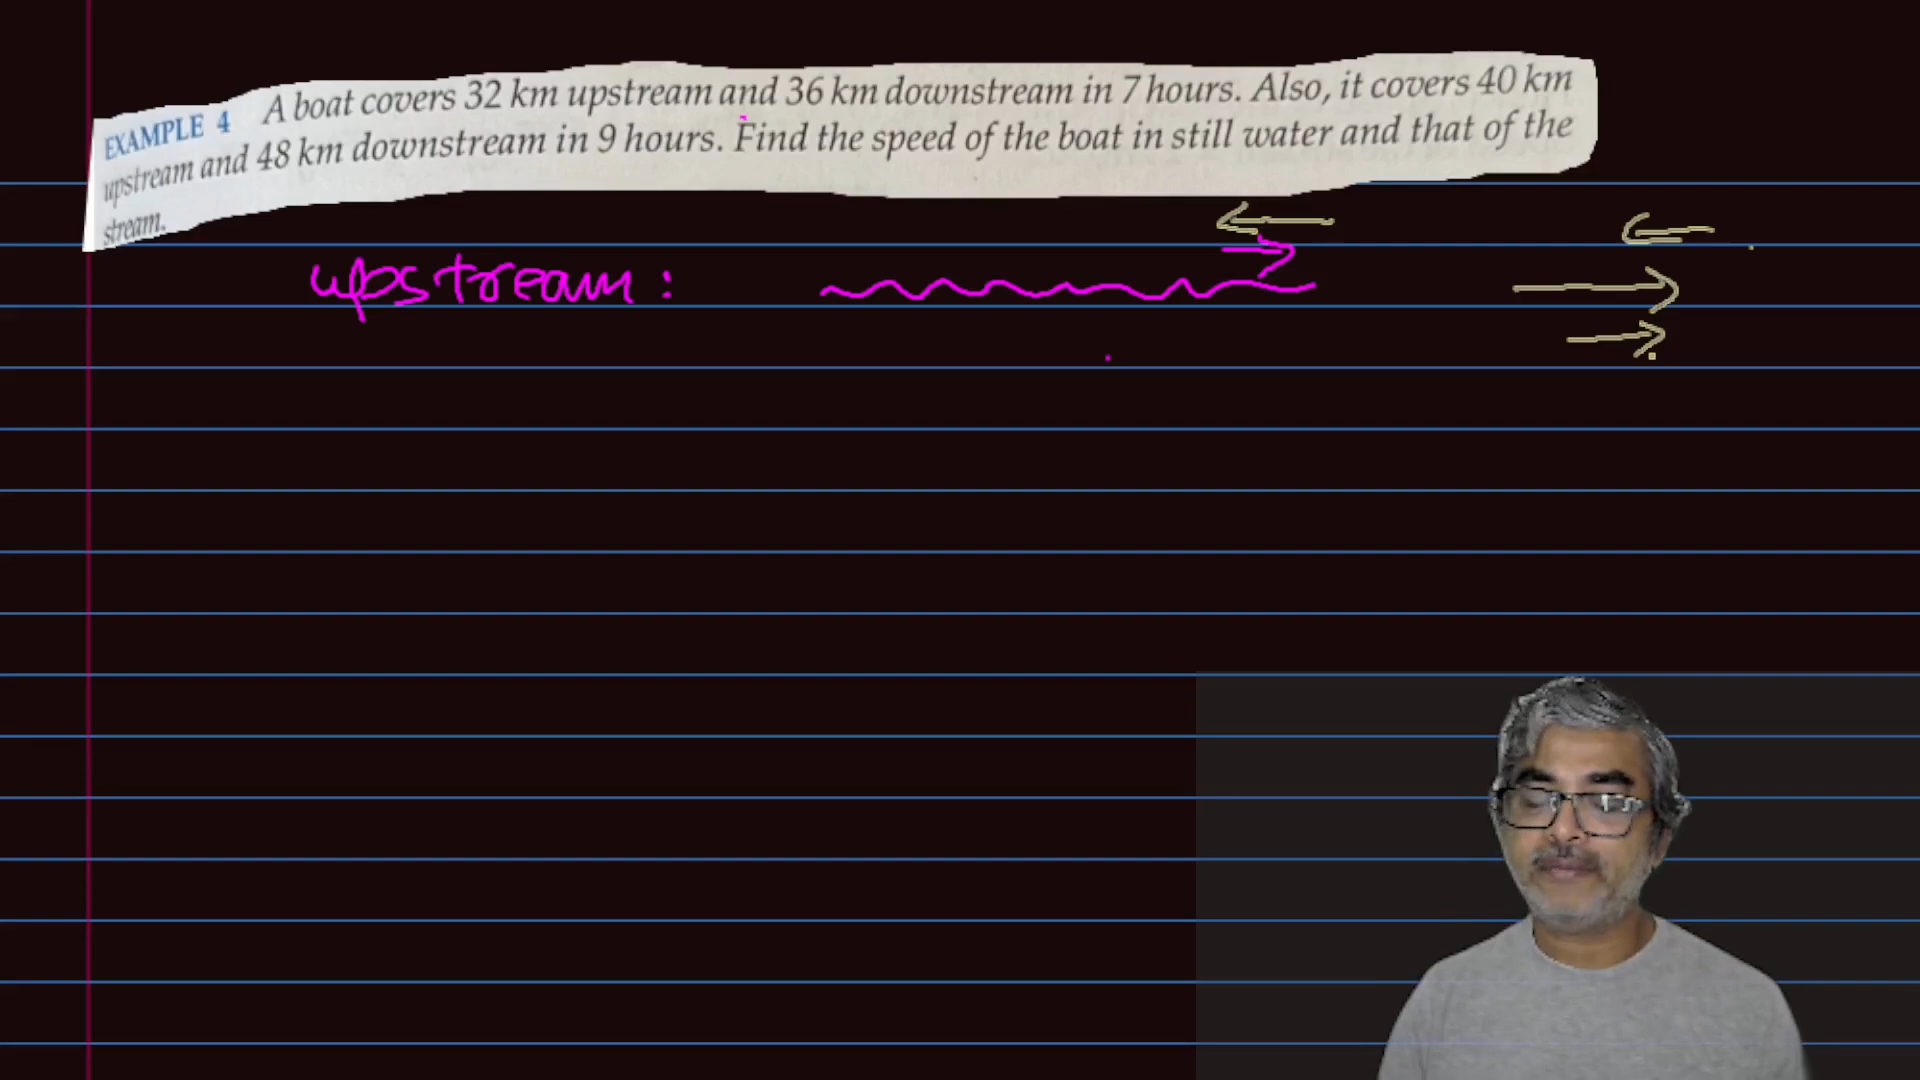 EXAMPLE 4 A boat covers 32 km upstream and 36 km downstream in 7 hours. Also, it covers 40 km
upstream and 48 km downstream in 9 hours. Find the speed of the boat in still water and that of the
stream.
upstream :